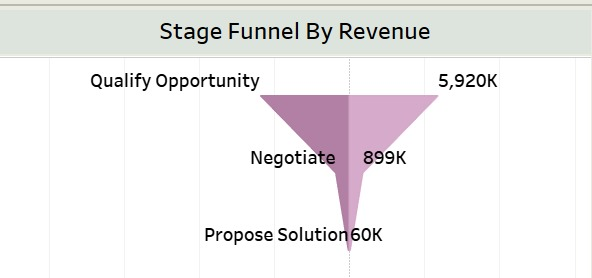 Stage Funnel By Revenue
Qualify Opportunity 5,920K
Negotiate 899K
Propose Solution 60K